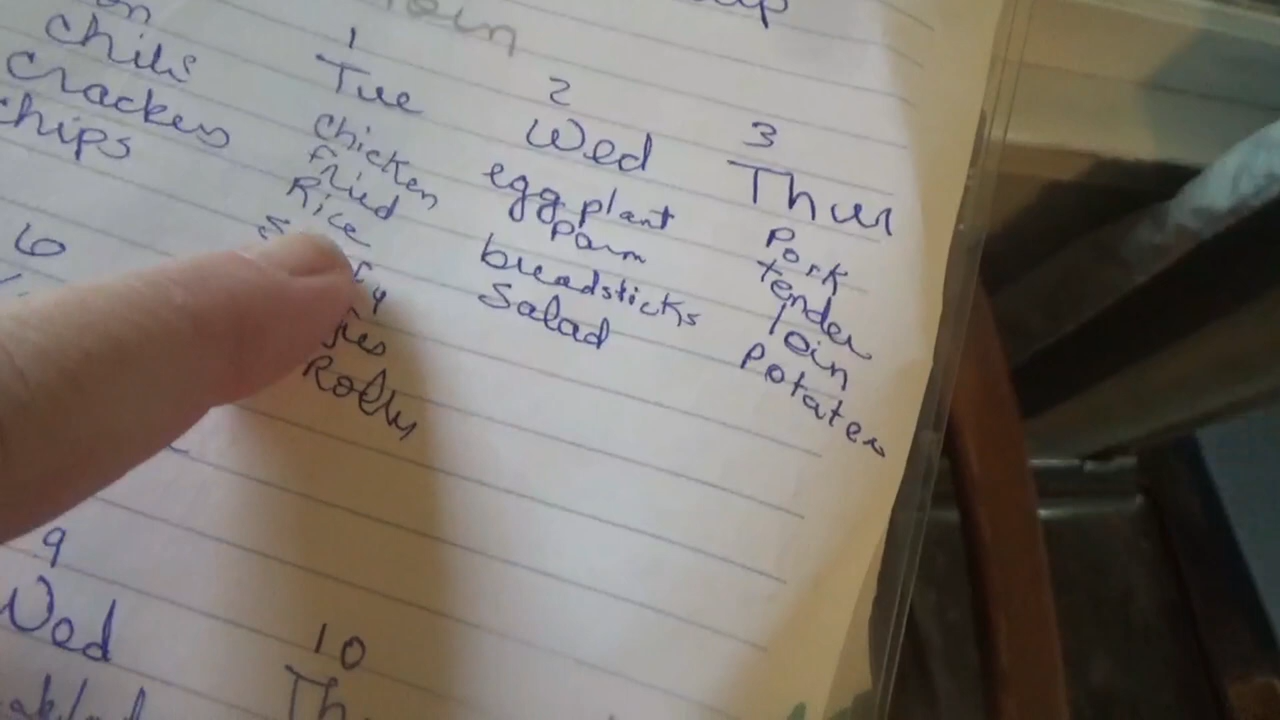 chili
crackers
chips
1
Tue
chicken
fried
Rice
Rolls
2
Wed
eggplant
parm
breadsticks
Salad
3
Thur
Pork
tender
loin
potatoes
6
9
Wed
10